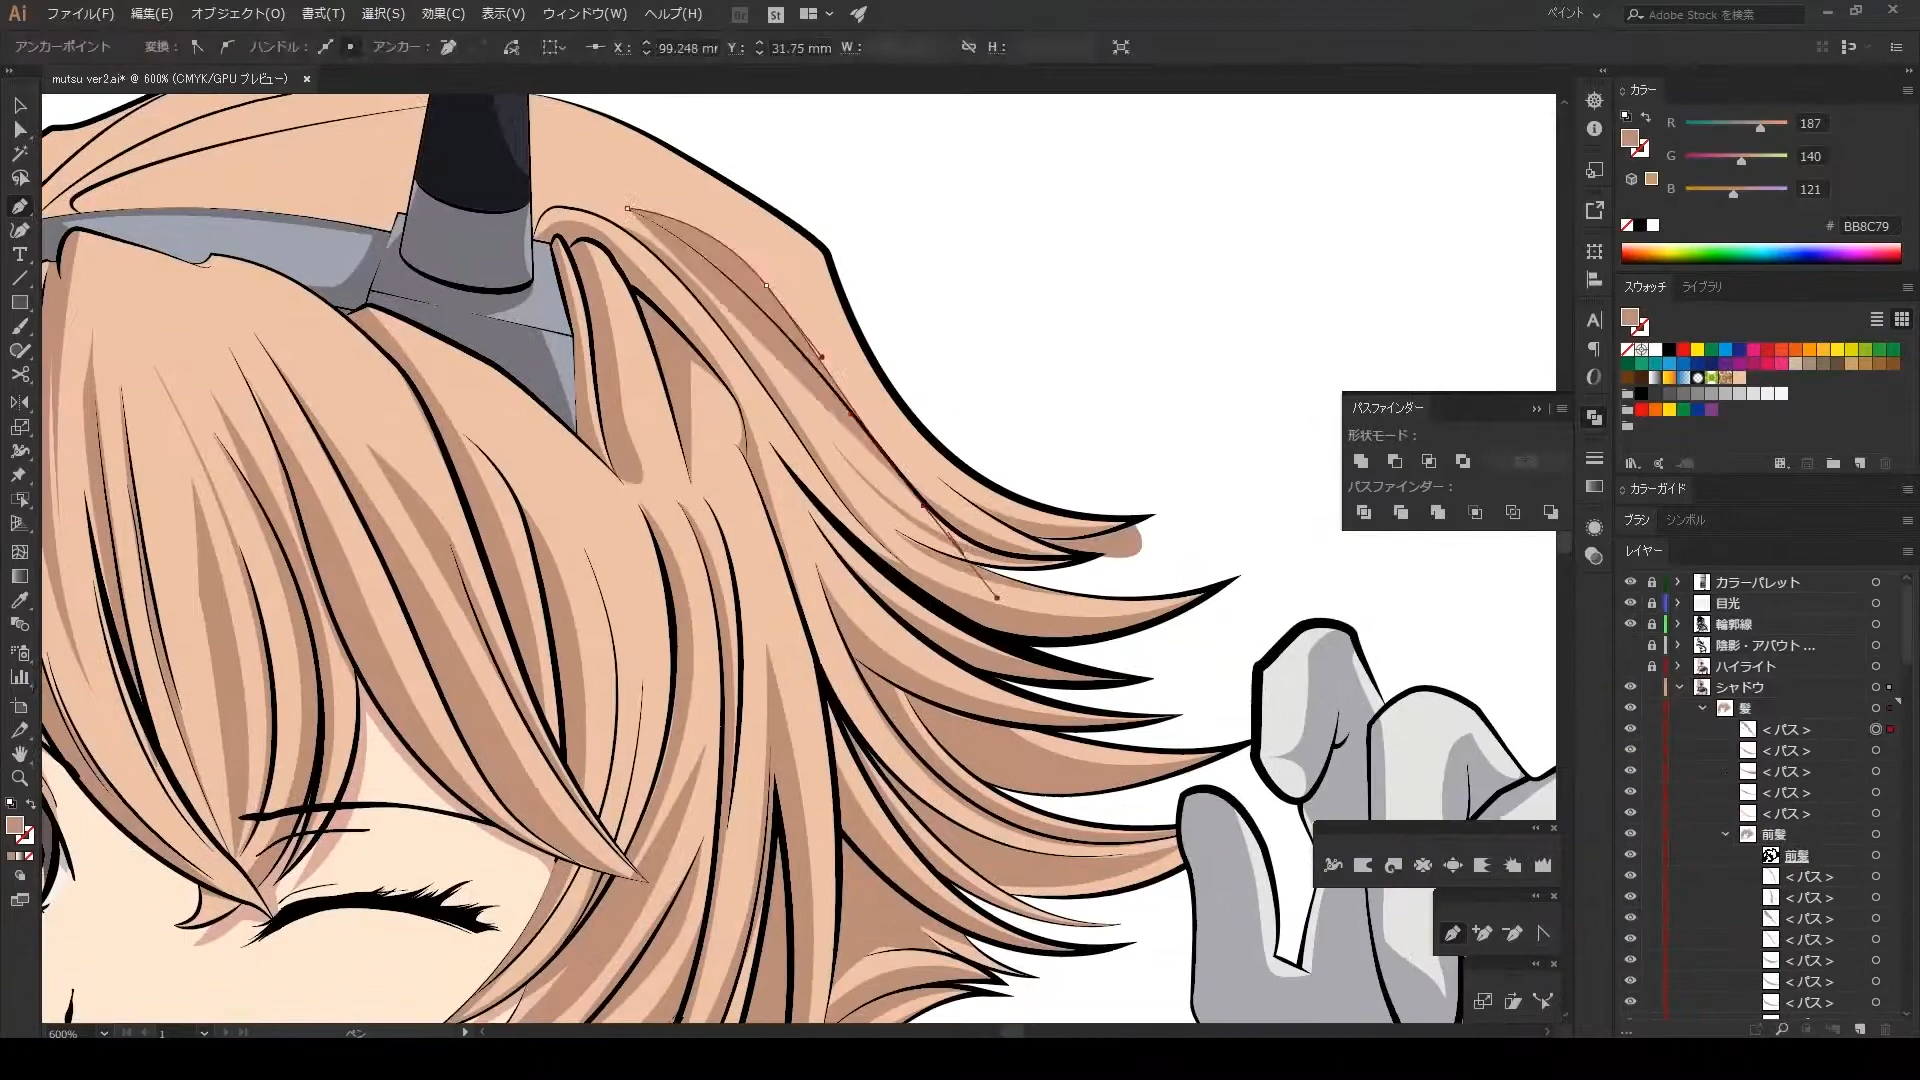 Ai ファイル(F) 編集(E) オブジェクト(O) 書式(T) 選択(S) 効果(C) 表示(V) ウィンドウ(W) ヘルプ(H) Br St ペイント Adobe Stock を検索
アンカーポイント 変換： ハンドル： アンカー： X: 99.248 mr Y: 31.75 mm W: H:
mutsu ver2.ai* @ 600% (CMYK/GPU プレビュー) ×
カラー
R 187
G 140
B 121
# BB8C79
スウォッチ ライブラリ
パスファインダー
形状モード：
パスファインダー：
カラーガイド
ブラシ シンボル
レイヤー
カラーパレット
目光
輪郭線
陰影・アバウト ...
ハイライト
シャドウ
髪
＜パス＞
＜パス＞
＜パス＞
＜パス＞
＜パス＞
前髪
前髪
＜パス＞
＜パス＞
＜パス＞
＜パス＞
＜パス＞
＜パス＞
＜パス＞
600% 1 ペン